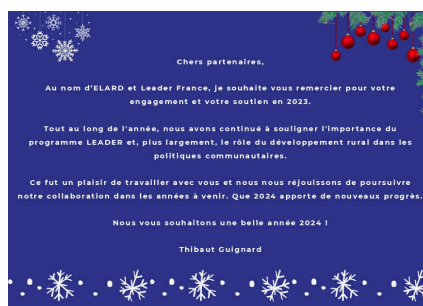 Chers partenaires,
Au nom d'ELARD et Leader France, je souhaite vous remercier pour votre
engagement et votre soutien en 2023.
Tout au long de l'année, nous avons continué à souligner l'importance du
programme LEADER et, plus largement, le rôle du développement rural dans les
politiques communautaires.
Ce fut un plaisir de travailler avec vous et nous nous réjouissons de poursuivre
notre collaboration dans les années à venir. Que 2024 apporte de nouveaux progrès.
Nous vous souhaitons une belle année 2024 !
Thibaut Guignard